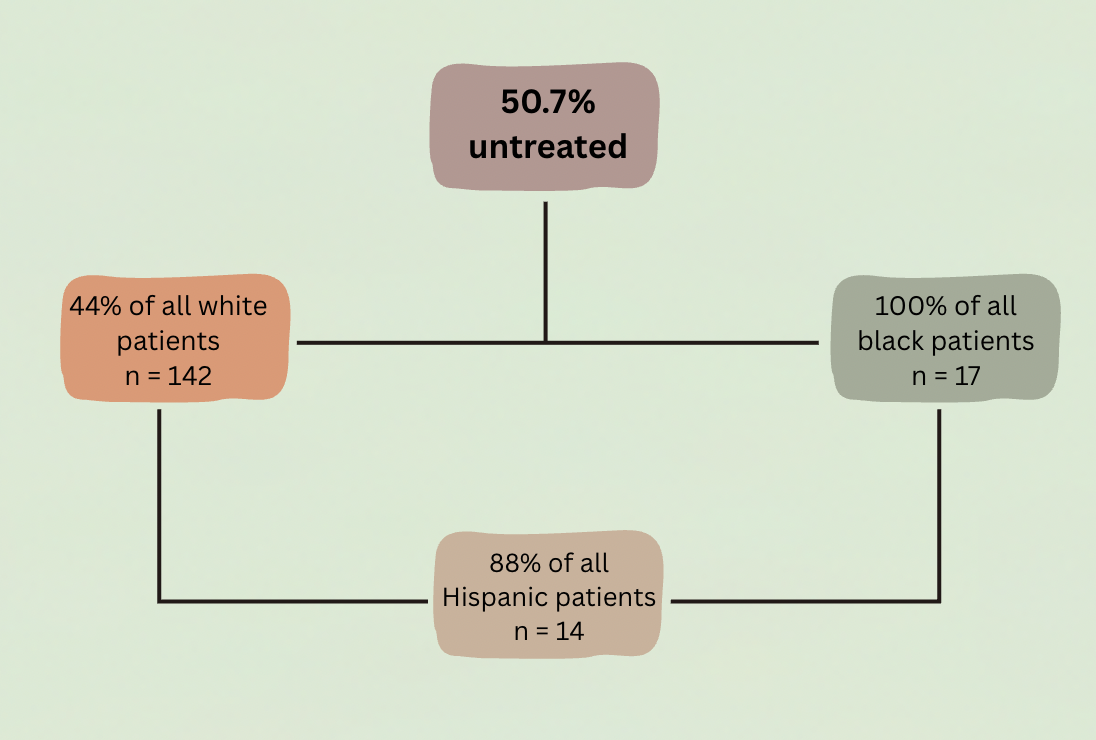 50.7%
untreated
44% of all white
patients
n = 142
100% of all
black patients
n = 17
88% of all
Hispanic patients
n = 14